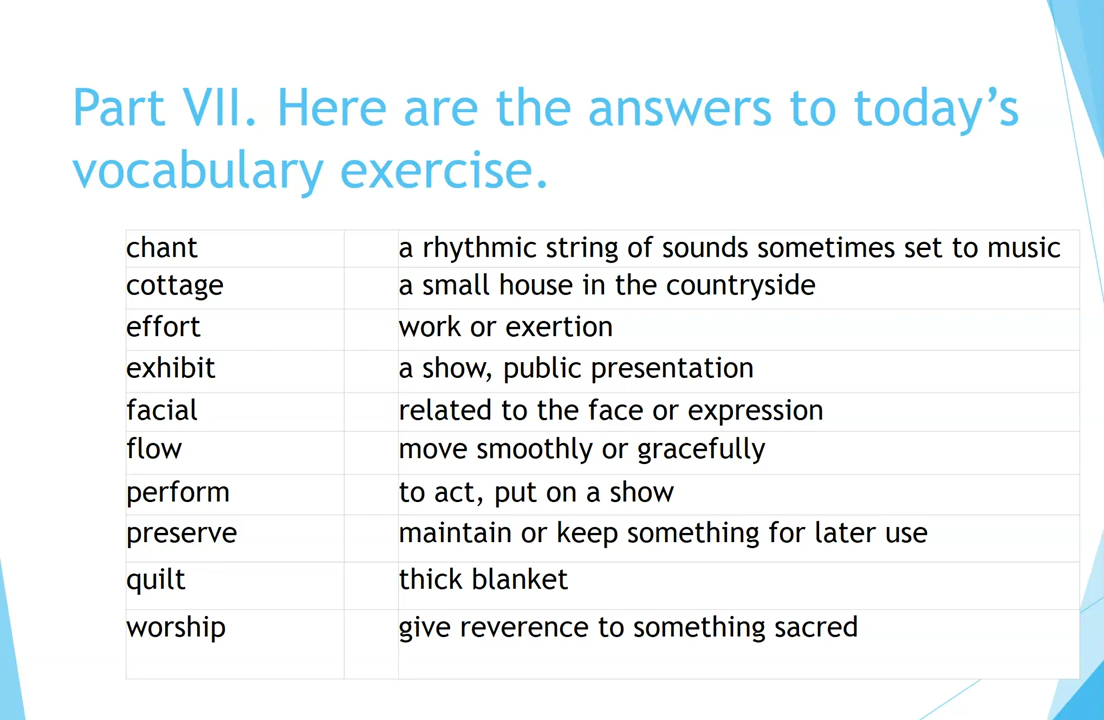 Part VII. Here are the answers to today’s
vocabulary exercise.
chant a rhythmic string of sounds sometimes set to music
cottage a small house in the countryside
effort work or exertion
exhibit a show, public presentation
facial related to the face or expression
flow move smoothly or gracefully
perform to act, put on a show
preserve maintain or keep something for later use
quilt thick blanket
worship give reverence to something sacred